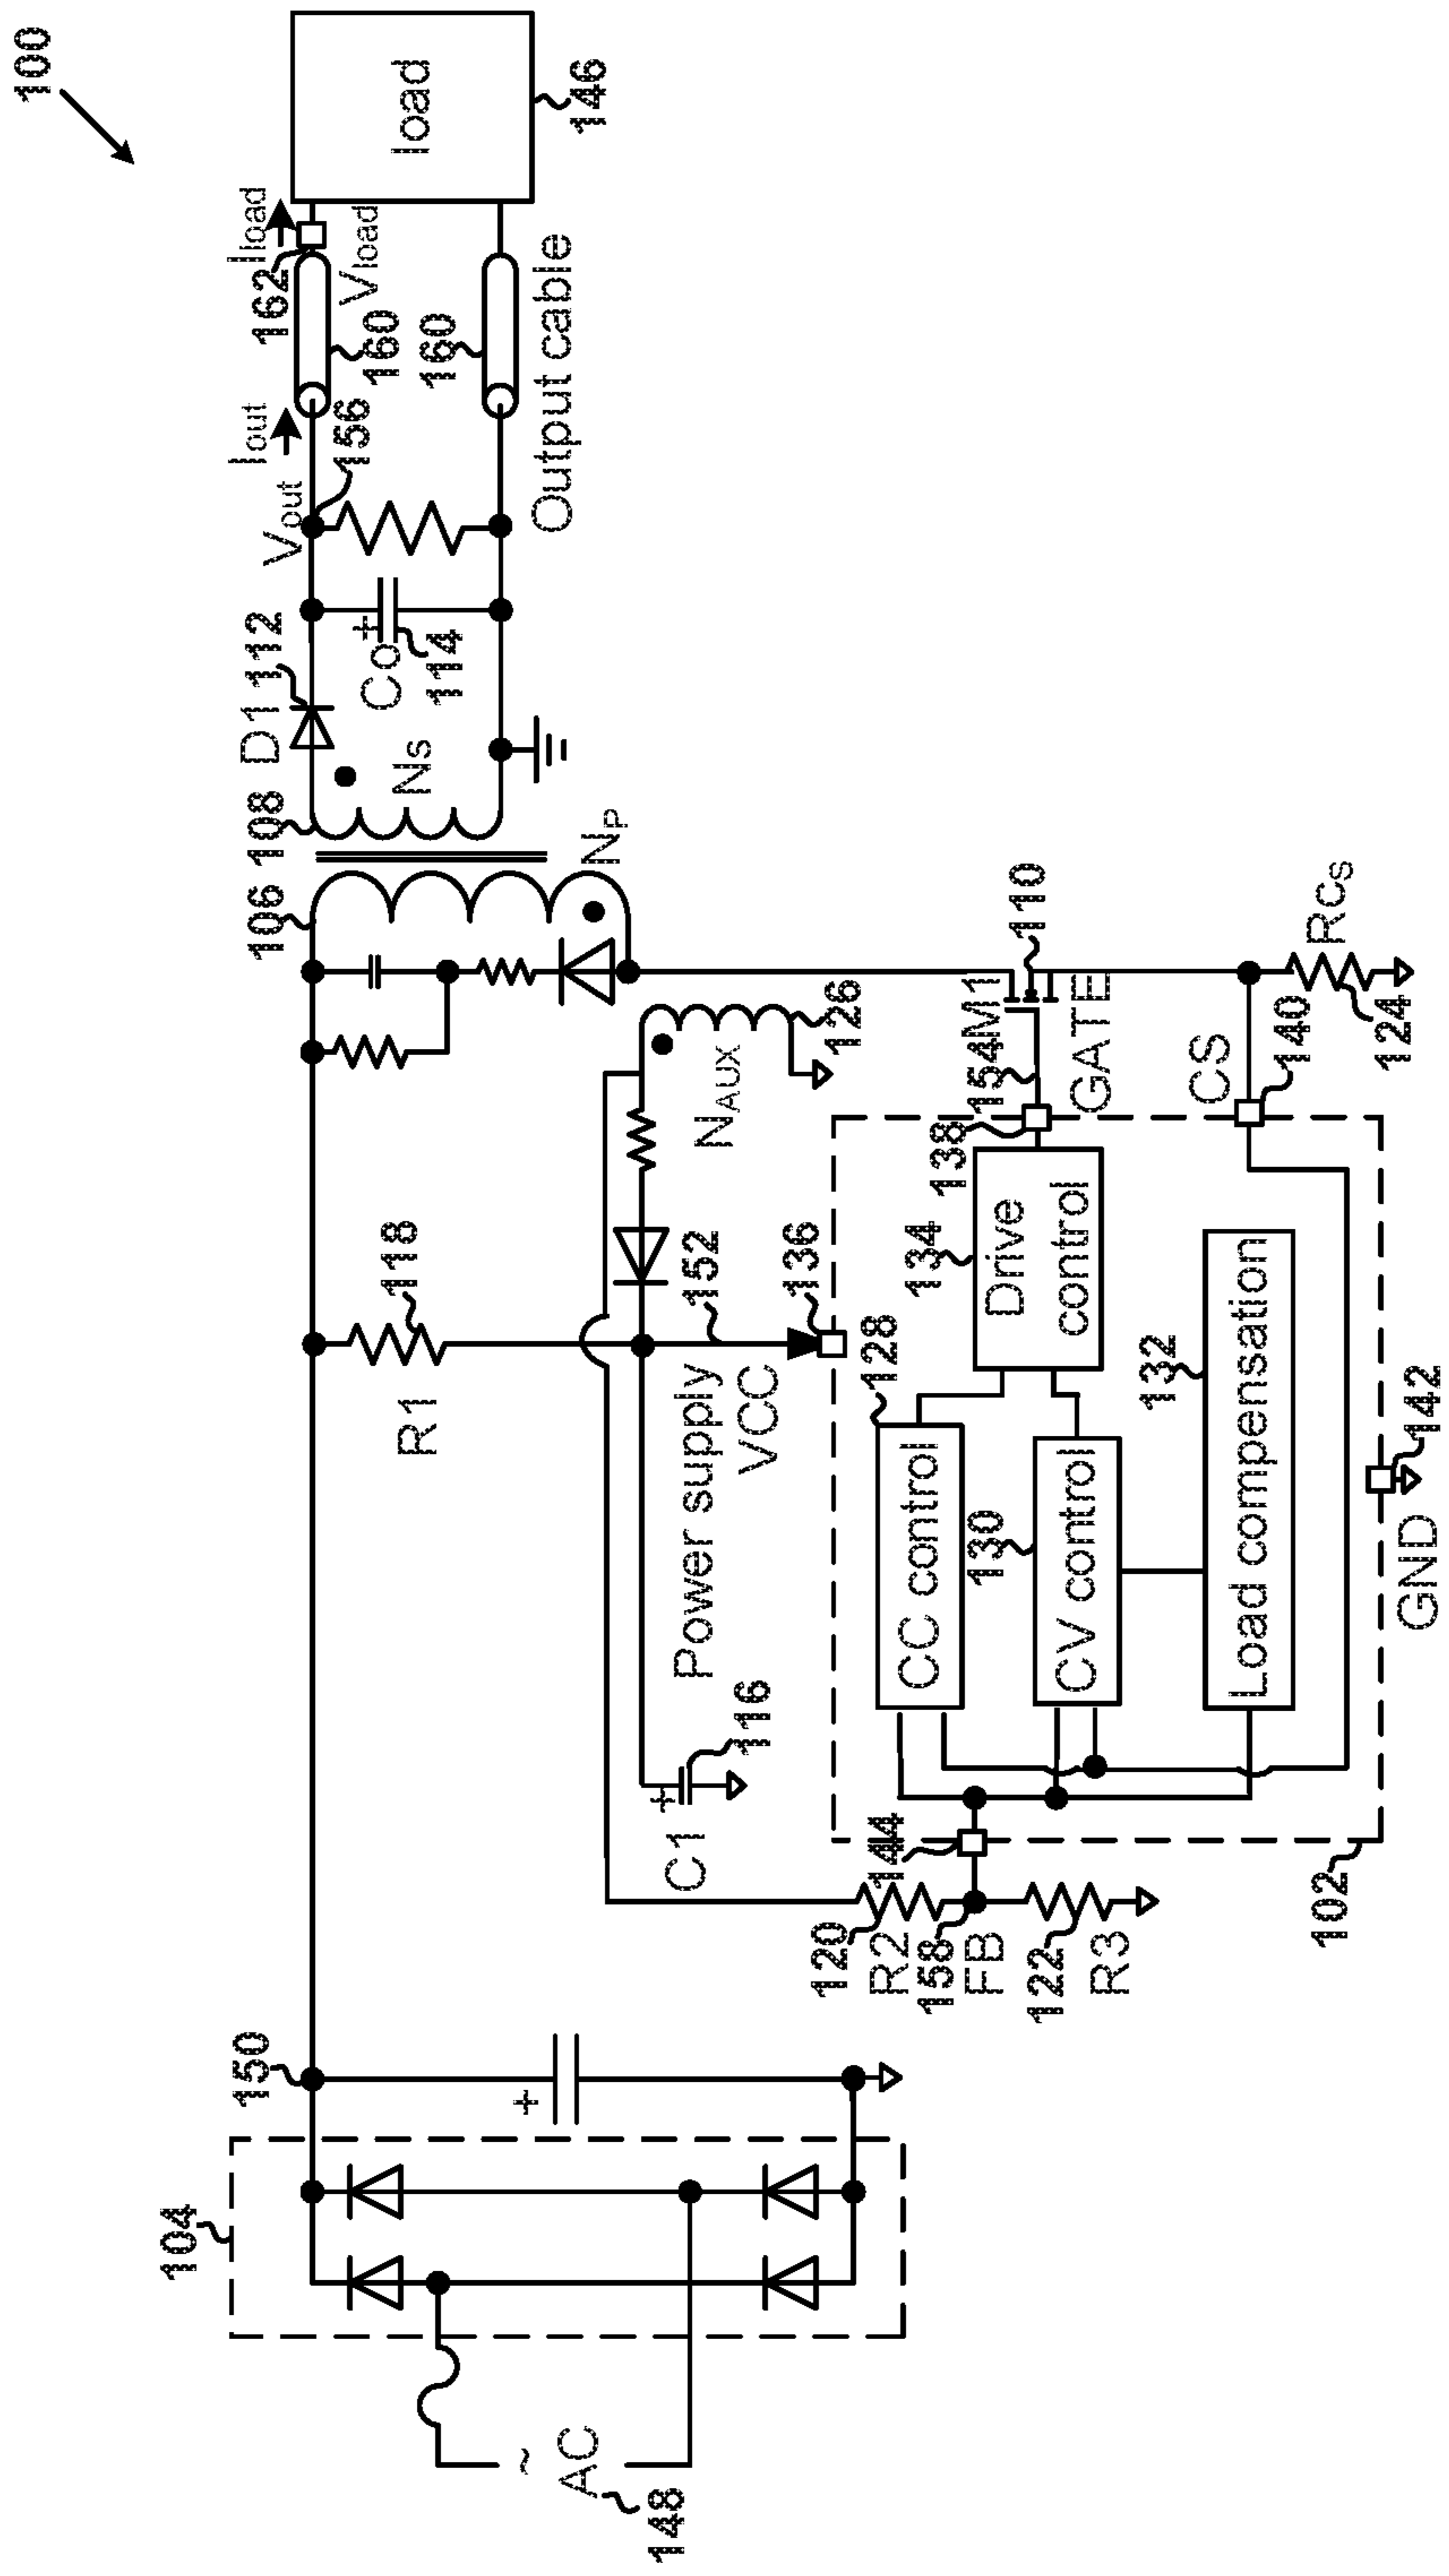 100
104
~
AC
148
150
R1
118
C1
+
116
Power supply
VCC
152
136
120
R2
158
FB
122
R3
144
102
CC control
128
CV control
130
Load compensation
132
Drive
control
134
138
154
M1
GATE
110
CS
140
RCS
124
GND
142
NAUX
126
106
108
NP
NS
D1
112
Co
+
114
Vout
156
Iout
160
160
Output cable
162
Iload
Vload
load
146
+